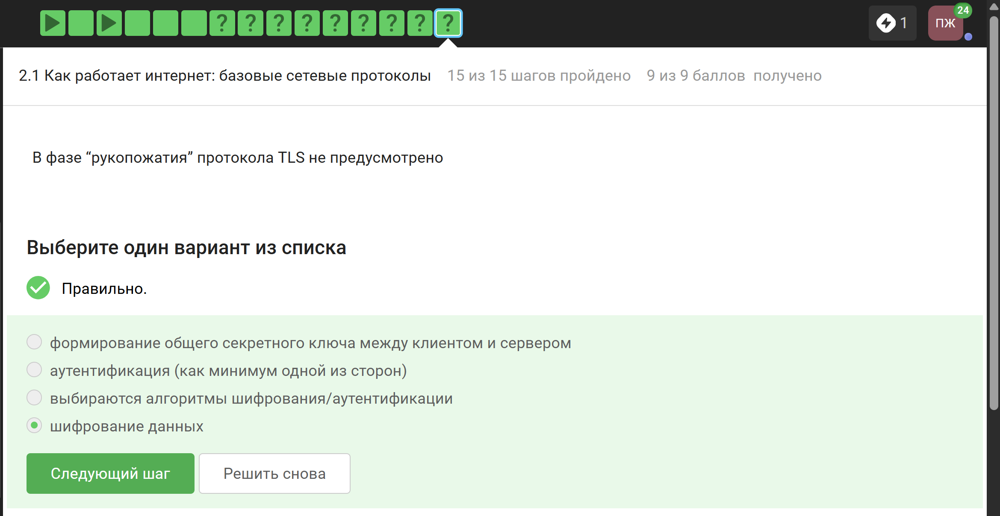 ? ? ? ? ? ? ? ? ?
1
ПЖ
24
2.1 Как работает интернет: базовые сетевые протоколы 15 из 15 шагов пройдено 9 из 9 баллов получено
В фазе “рукопожатия” протокола TLS не предусмотрено
Выберите один вариант из списка
Правильно.
формирование общего секретного ключа между клиентом и сервером
аутентификация (как минимум одной из сторон)
выбираются алгоритмы шифрования/аутентификации
шифрование данных
Следующий шаг Решить снова